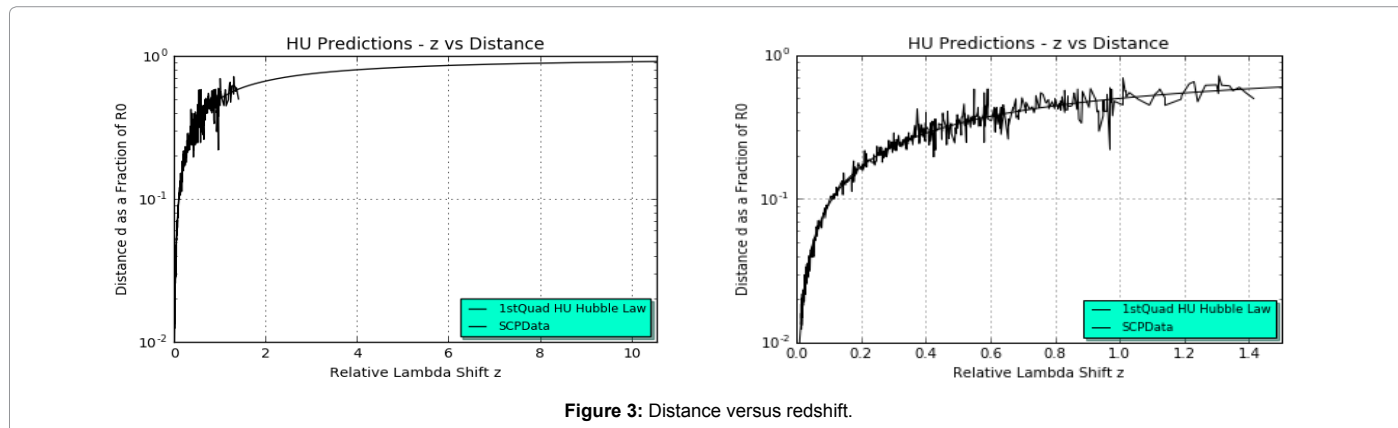 HU Predictions - z vs Distance
10^0
10^-1
10^-2
Distance d as a Fraction of R0
1stQuad HU Hubble Law
SCPData
0 2 4 6 8 10
Relative Lambda Shift z
HU Predictions - z vs Distance
10^0
10^-1
10^-2
Distance d as a Fraction of R0
1stQuad HU Hubble Law
SCPData
0.0 0.2 0.4 0.6 0.8 1.0 1.2 1.4
Relative Lambda Shift z
Figure 3: Distance versus redshift.